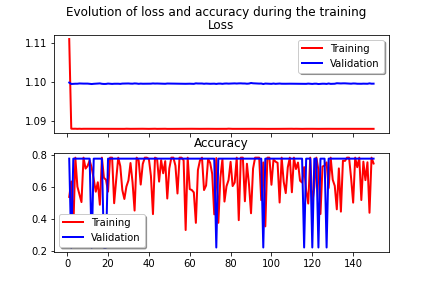 Evolution of loss and accuracy during the training
Loss
1.11
1.10
1.09
Training
Validation
Accuracy
0.8
0.6
0.4
0.2
Training
Validation
0 20 40 60 80 100 120 140